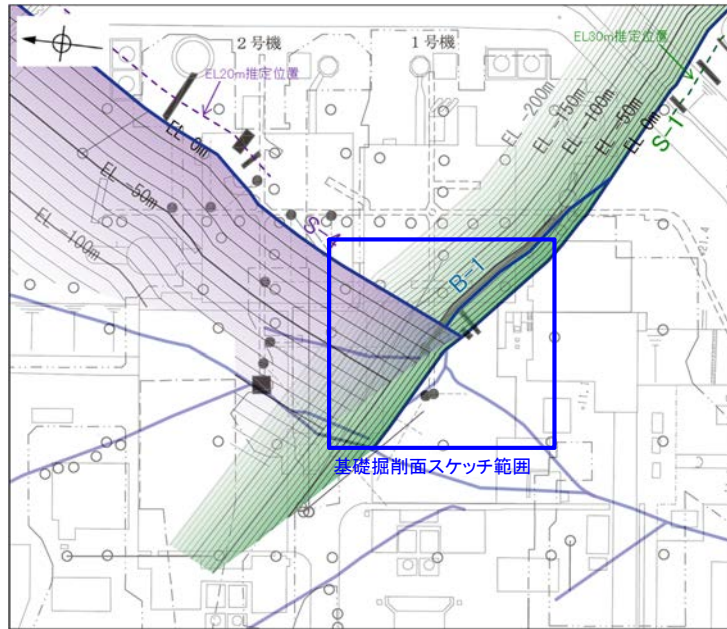 2号機
1号機
EL30m推定位置
EL20m推定位置
EL -200m
EL -150m
EL -100m
EL -50m
EL 0m
S-1
EL 0m
EL -50m
EL -100m
B-1
基礎掘削面スケッチ範囲